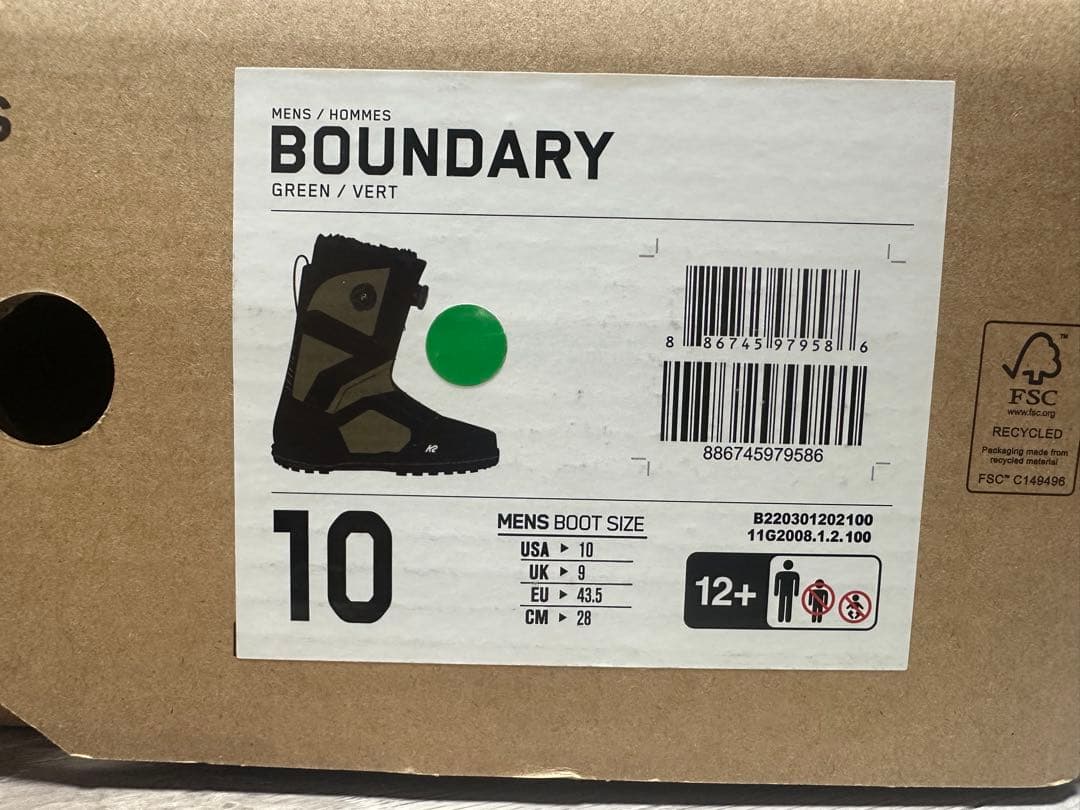 S
MENS / HOMMES
BOUNDARY
GREEN / VERT
K2
8 86745 97958 6
886745979586
FSC
www.fsc.org
RECYCLED
Packaging made from
recycled material
FSC™ C149496
10
MENS BOOT SIZE
USA ▸ 10
UK ▸ 9
EU ▸ 43.5
CM ▸ 28
B220301202100
11G2008.1.2.100
12+